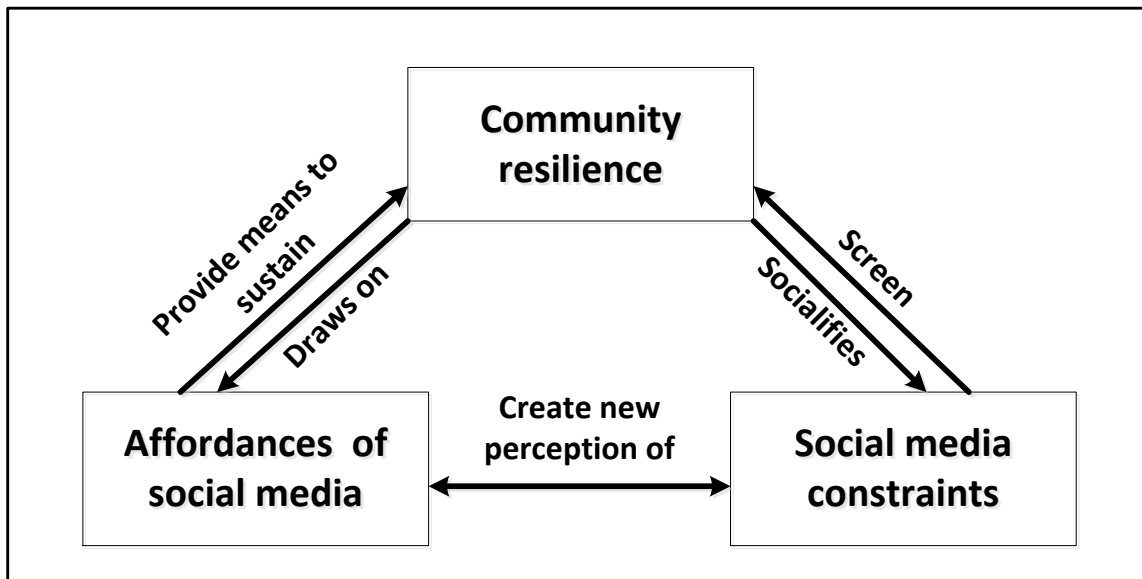 Community
resilience
Provide means to
sustain
Draws on
Screen
Socialifies
Create new
perception of
Affordances of
social media
Social media
constraints